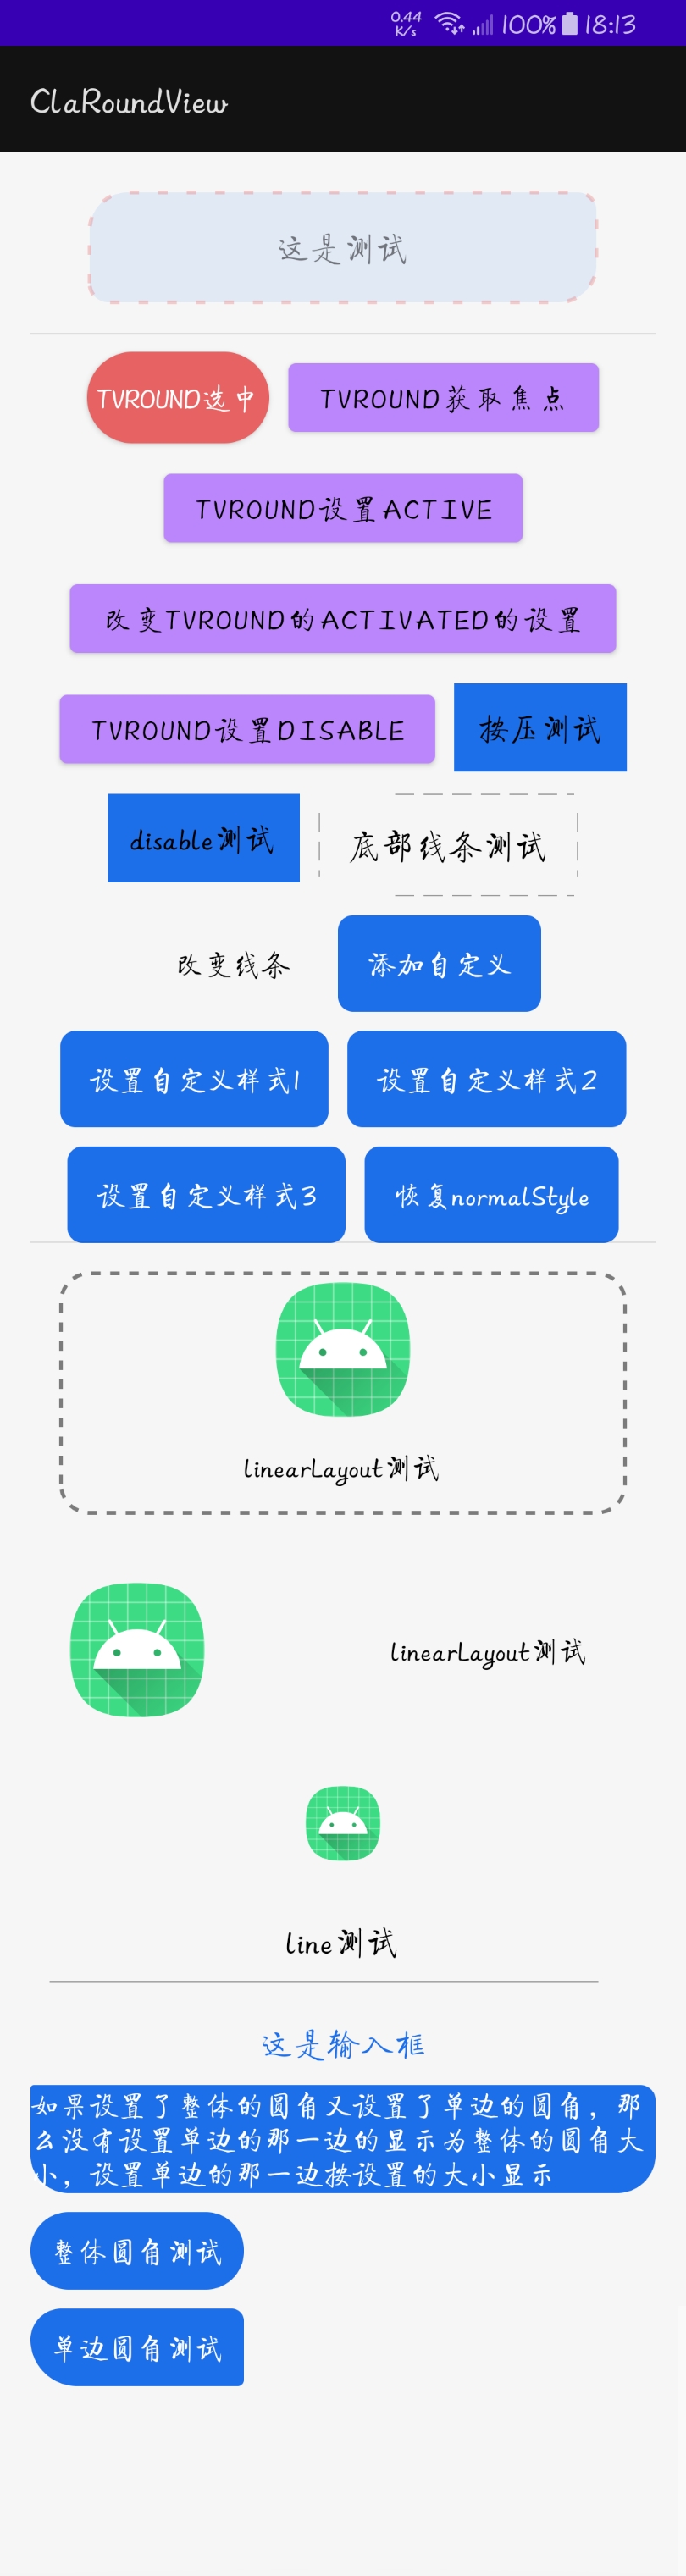 0.44
K/s
100%
18:13
ClaRoundView
这是测试
TVROUND选中
TVROUND获取焦点
TVROUND设置ACTIVE
改变TVROUND的ACTIVATED的设置
TVROUND设置DISABLE
按压测试
disable测试
底部线条测试
改变线条
添加自定义
设置自定义样式1
设置自定义样式2
设置自定义样式3
恢复normalStyle
linearLayout测试
linearLayout测试
line测试
这是输入框
如果设置了整体的圆角又设置了单边的圆角，那
么没有设置单边的那一边的显示为整体的圆角大
小，设置单边的那一边按设置的大小显示
整体圆角测试
单边圆角测试